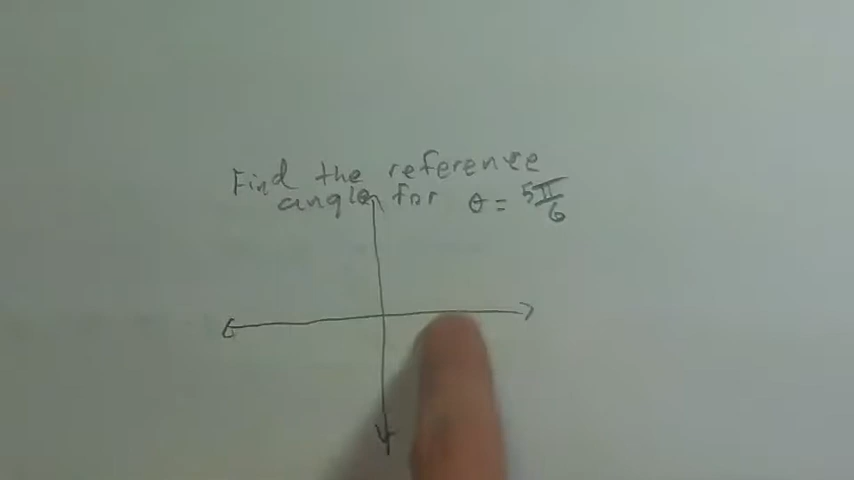 Find the reference
angle for θ = 5π/6